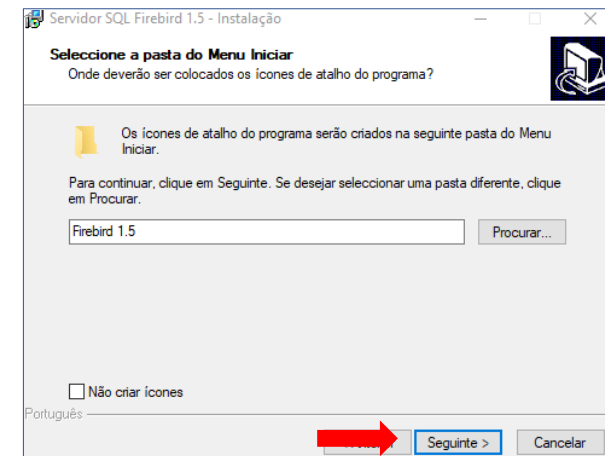 Servidor SQL Firebird 1.5 - Instalação
Seleccione a pasta do Menu Iniciar
Onde deverão ser colocados os ícones de atalho do programa?
Os ícones de atalho do programa serão criados na seguinte pasta do Menu
Iniciar.
Para continuar, clique em Seguinte. Se desejar seleccionar uma pasta diferente, clique
em Procurar.
Firebird 1.5
Procurar...
Não criar ícones
Português
Seguinte >
Cancelar